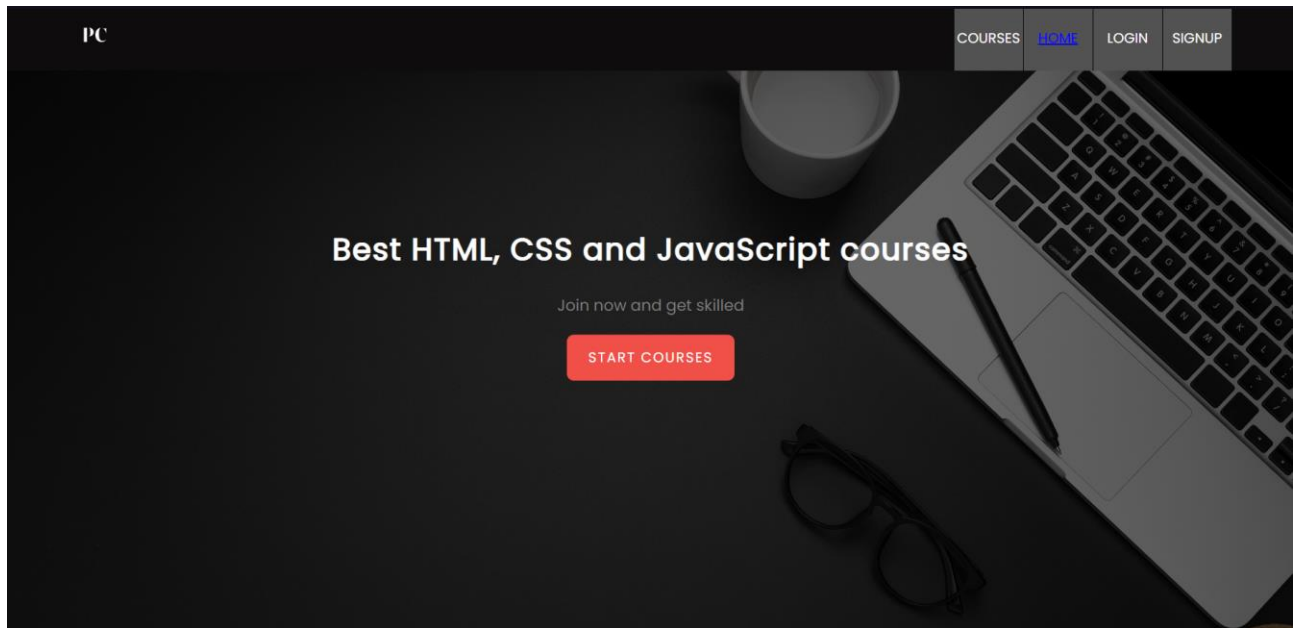 PC
COURSES HOME LOGIN SIGNUP
Best HTML, CSS and JavaScript courses
Join now and get skilled
START COURSES